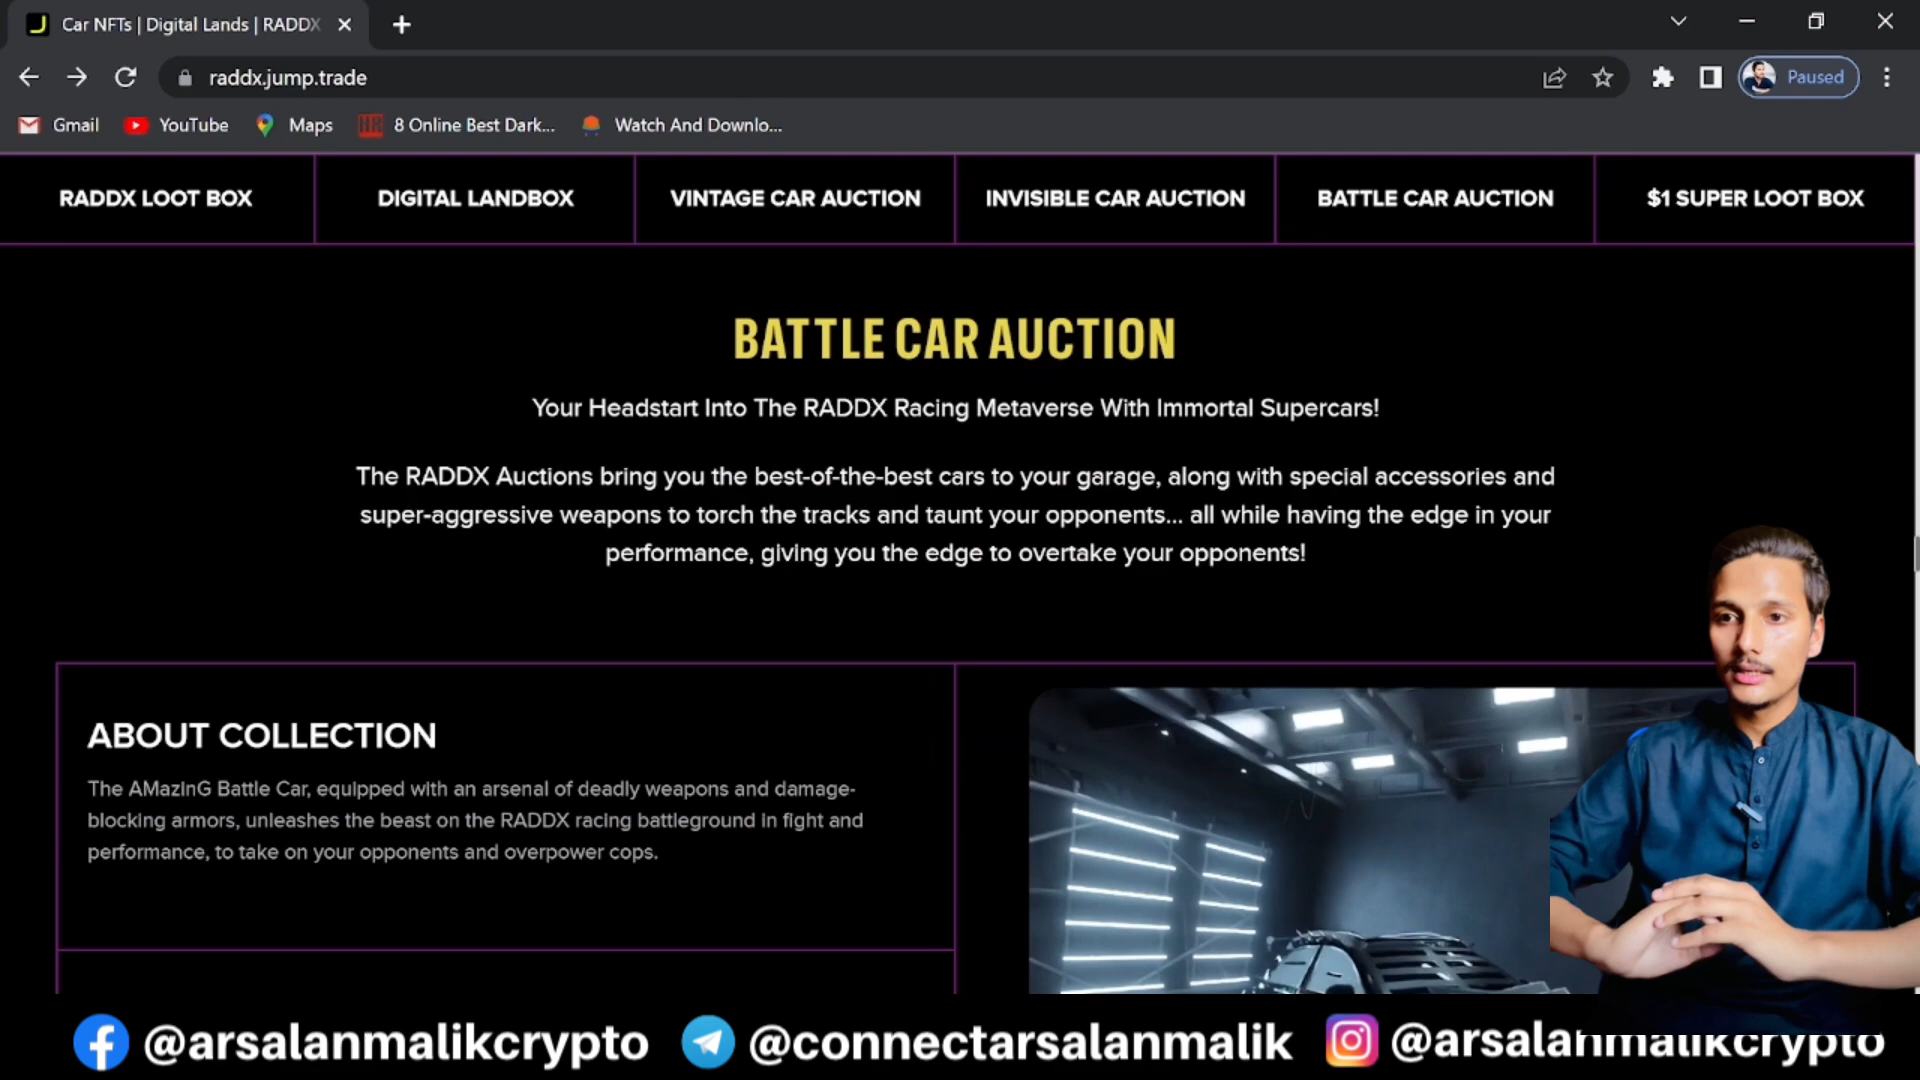 Car NFTs | Digital Lands | RADDX
raddx.jump.trade
Paused
Gmail
YouTube
Maps
8 Online Best Dark...
Watch And Downlo...
RADDX LOOT BOX
DIGITAL LANDBOX
VINTAGE CAR AUCTION
INVISIBLE CAR AUCTION
BATTLE CAR AUCTION
$1 SUPER LOOT BOX
BATTLE CAR AUCTION
Your Headstart Into The RADDX Racing Metaverse With Immortal Supercars!
The RADDX Auctions bring you the best-of-the-best cars to your garage, along with special accessories and
super-aggressive weapons to torch the tracks and taunt your opponents... all while having the edge in your
performance, giving you the edge to overtake your opponents!
ABOUT COLLECTION
The AMazinG Battle Car, equipped with an arsenal of deadly weapons and damage-
blocking armors, unleashes the beast on the RADDX racing battleground in fight and
performance, to take on your opponents and overpower cops.
@arsalanmalikcrypto
@connectarsalanmalik
@arsalanmalikcrypto